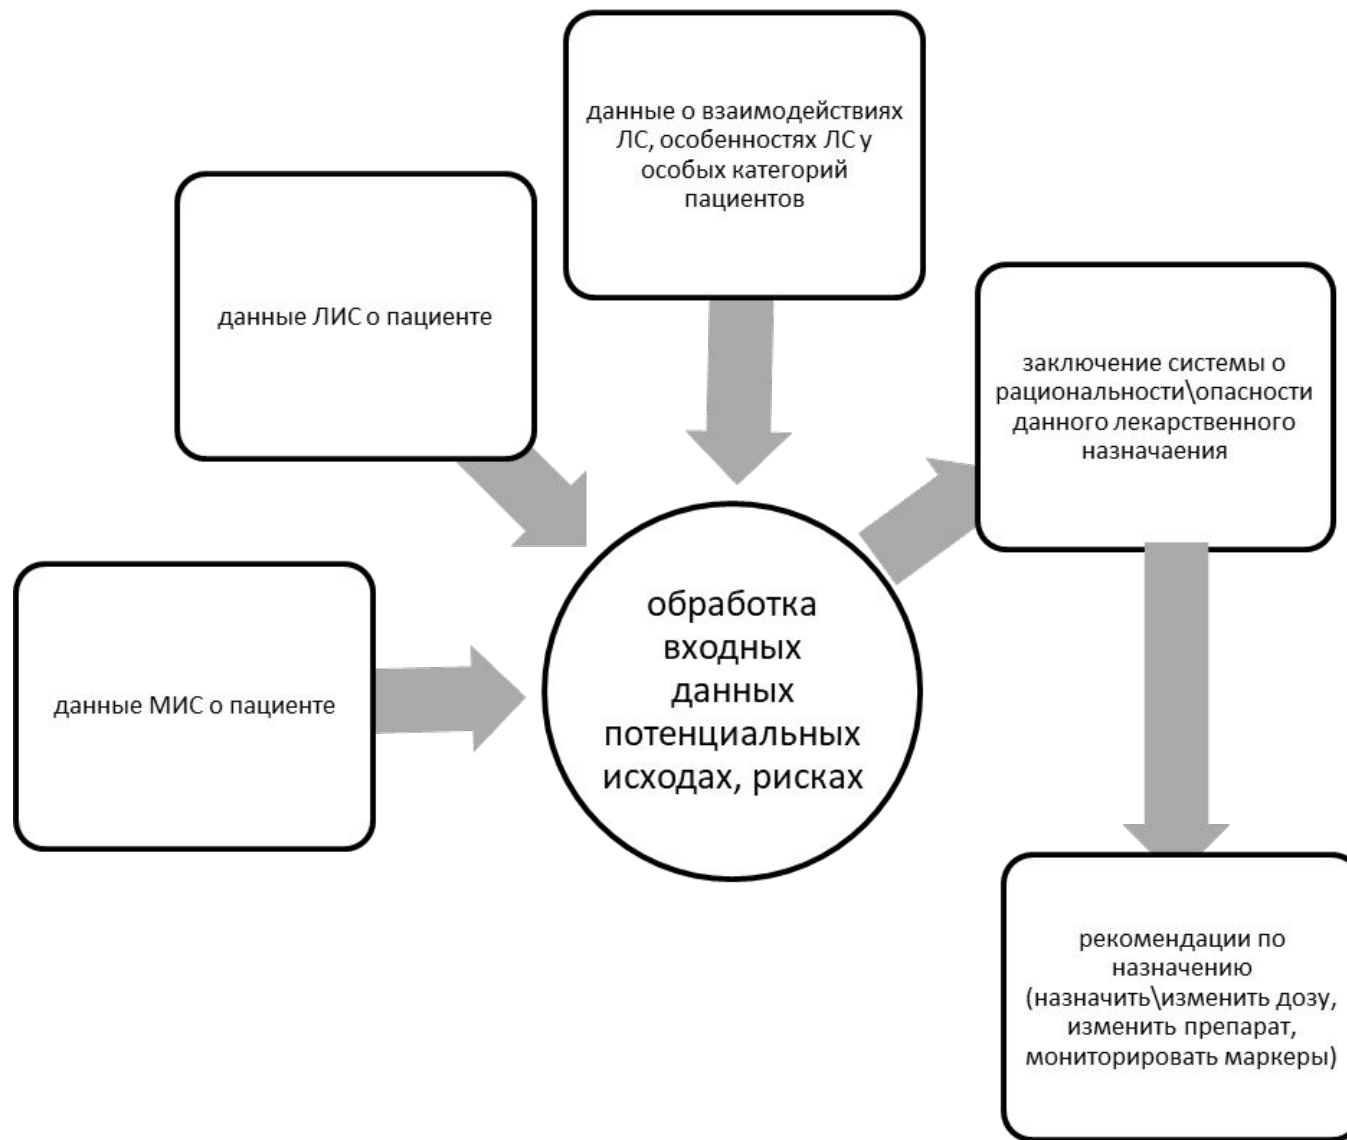 данные о взаимодействиях
ЛС, особенностях ЛС у
особых категорий
пациентов
данные ЛИС о пациенте
заключение системы о
рациональности\опасности
данного лекарственного
назначаения
обработка
входных
данных
потенциальных
исходах, рисках
данные МИС о пациенте
рекомендации по
назначению
(назначить\изменить дозу,
изменить препарат,
мониторировать маркеры)